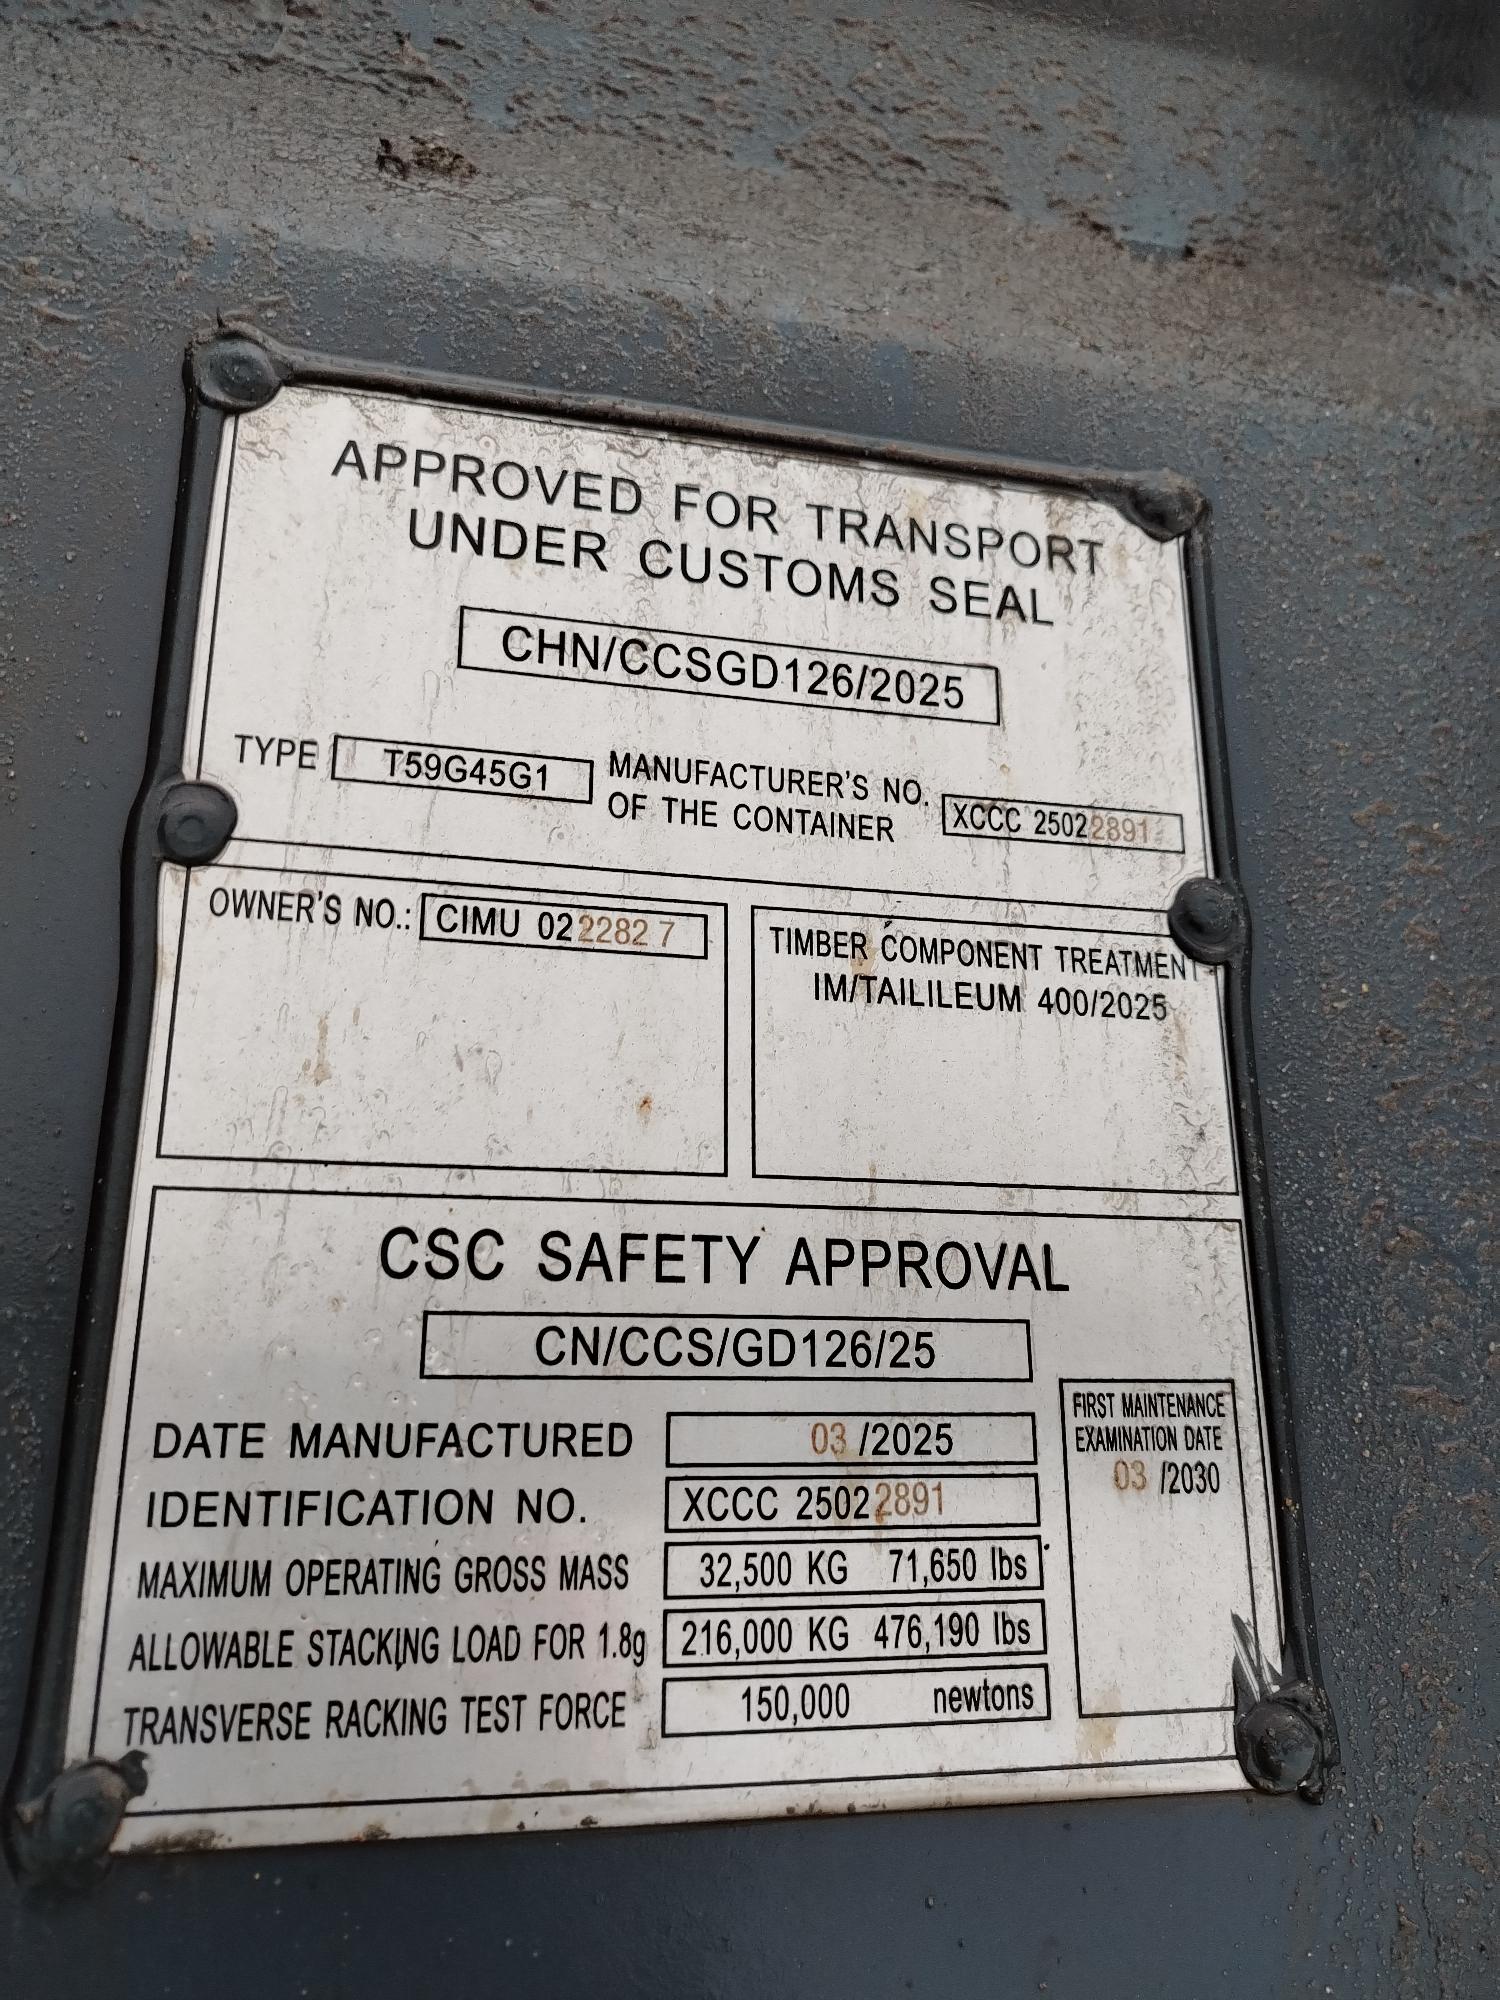 APPROVED FOR TRANSPORT
UNDER CUSTOMS SEAL
CHN/CCSGD126/2025
TYPE T59G45G1
MANUFACTURER'S NO.
OF THE CONTAINER
XCCC 25022891
OWNER'S NO.: CIMU 022282 7
TIMBER COMPONENT TREATMENT
IM/TAILILEUM 400/2025
CSC SAFETY APPROVAL
CN/CCS/GD126/25
DATE MANUFACTURED 03 /2025
IDENTIFICATION NO. XCCC 25022891
MAXIMUM OPERATING GROSS MASS 32,500 KG 71,650 lbs
ALLOWABLE STACKING LOAD FOR 1.8g 216,000 KG 476,190 lbs
TRANSVERSE RACKING TEST FORCE 150,000 newtons
FIRST MAINTENANCE
EXAMINATION DATE
03 /2030